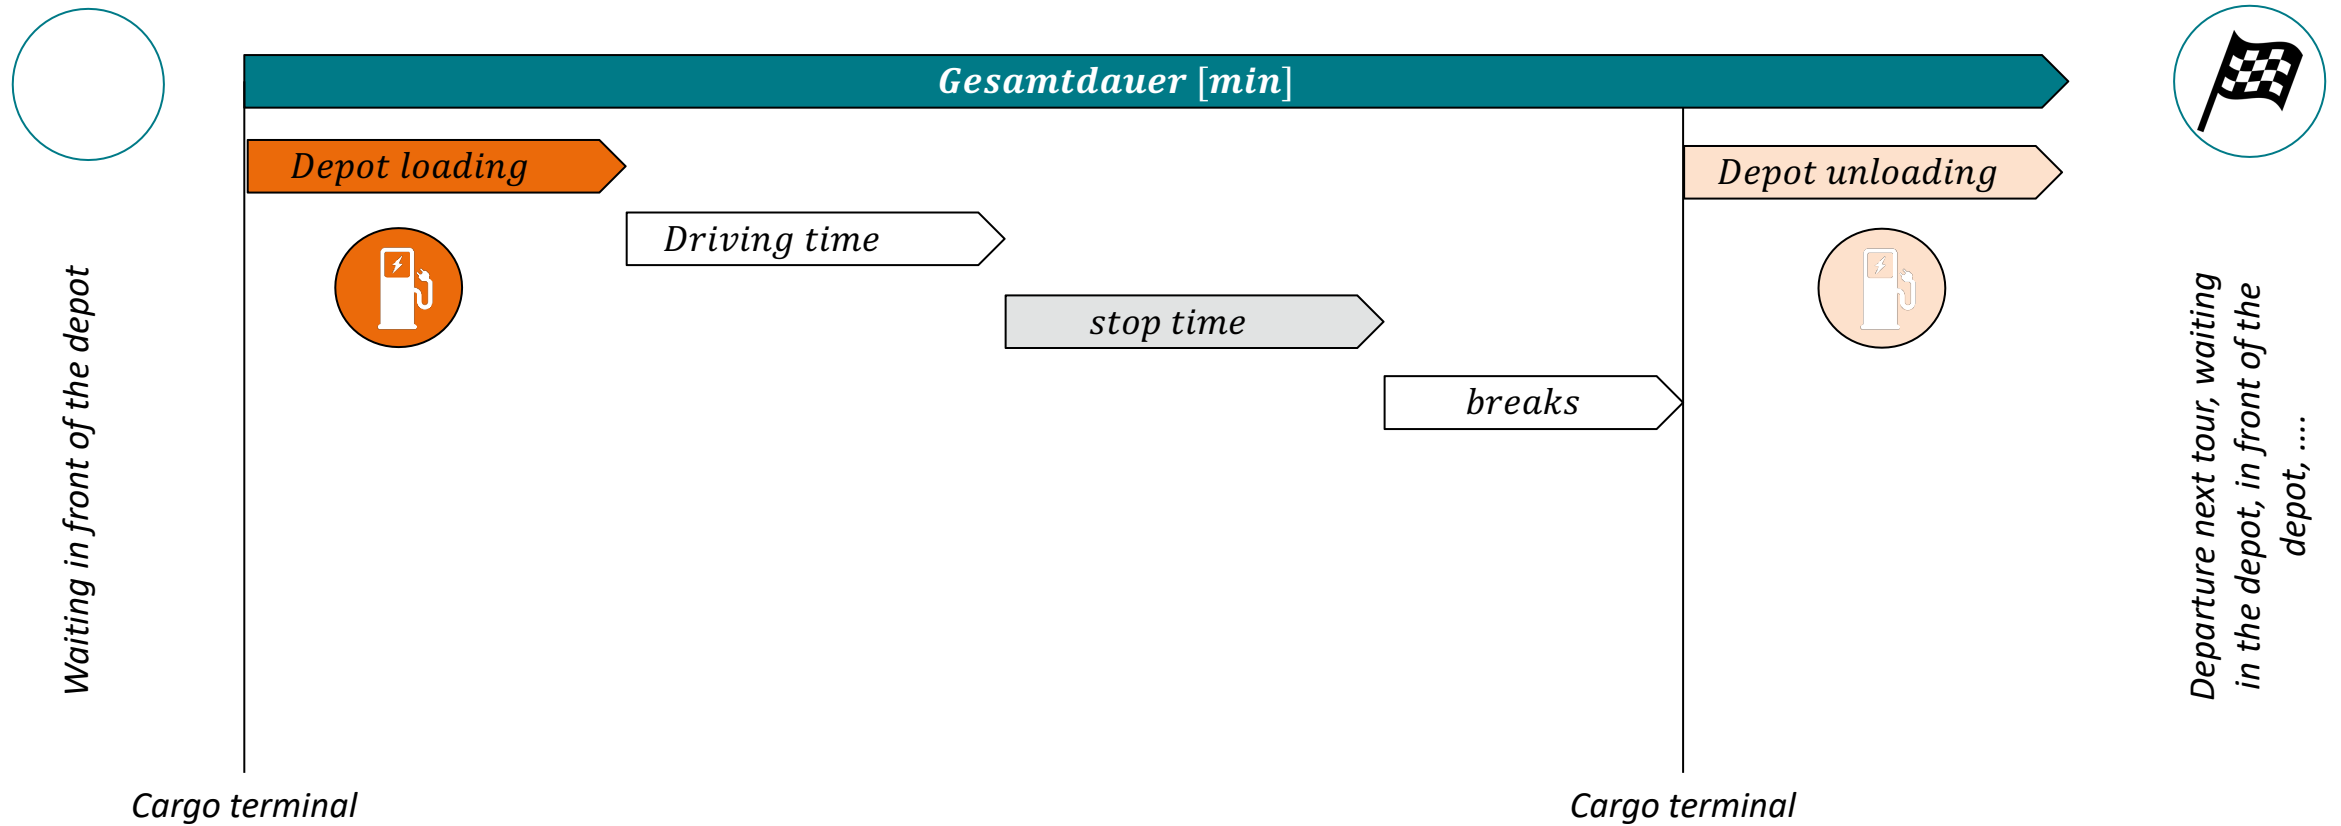 Gesamtdauer [min]
Depot loading
Depot unloading
Driving time
stop time
breaks
Waiting in front of the depot
Departure next tour, waiting
in the depot, in front of the
depot, ....
Cargo terminal
Cargo terminal